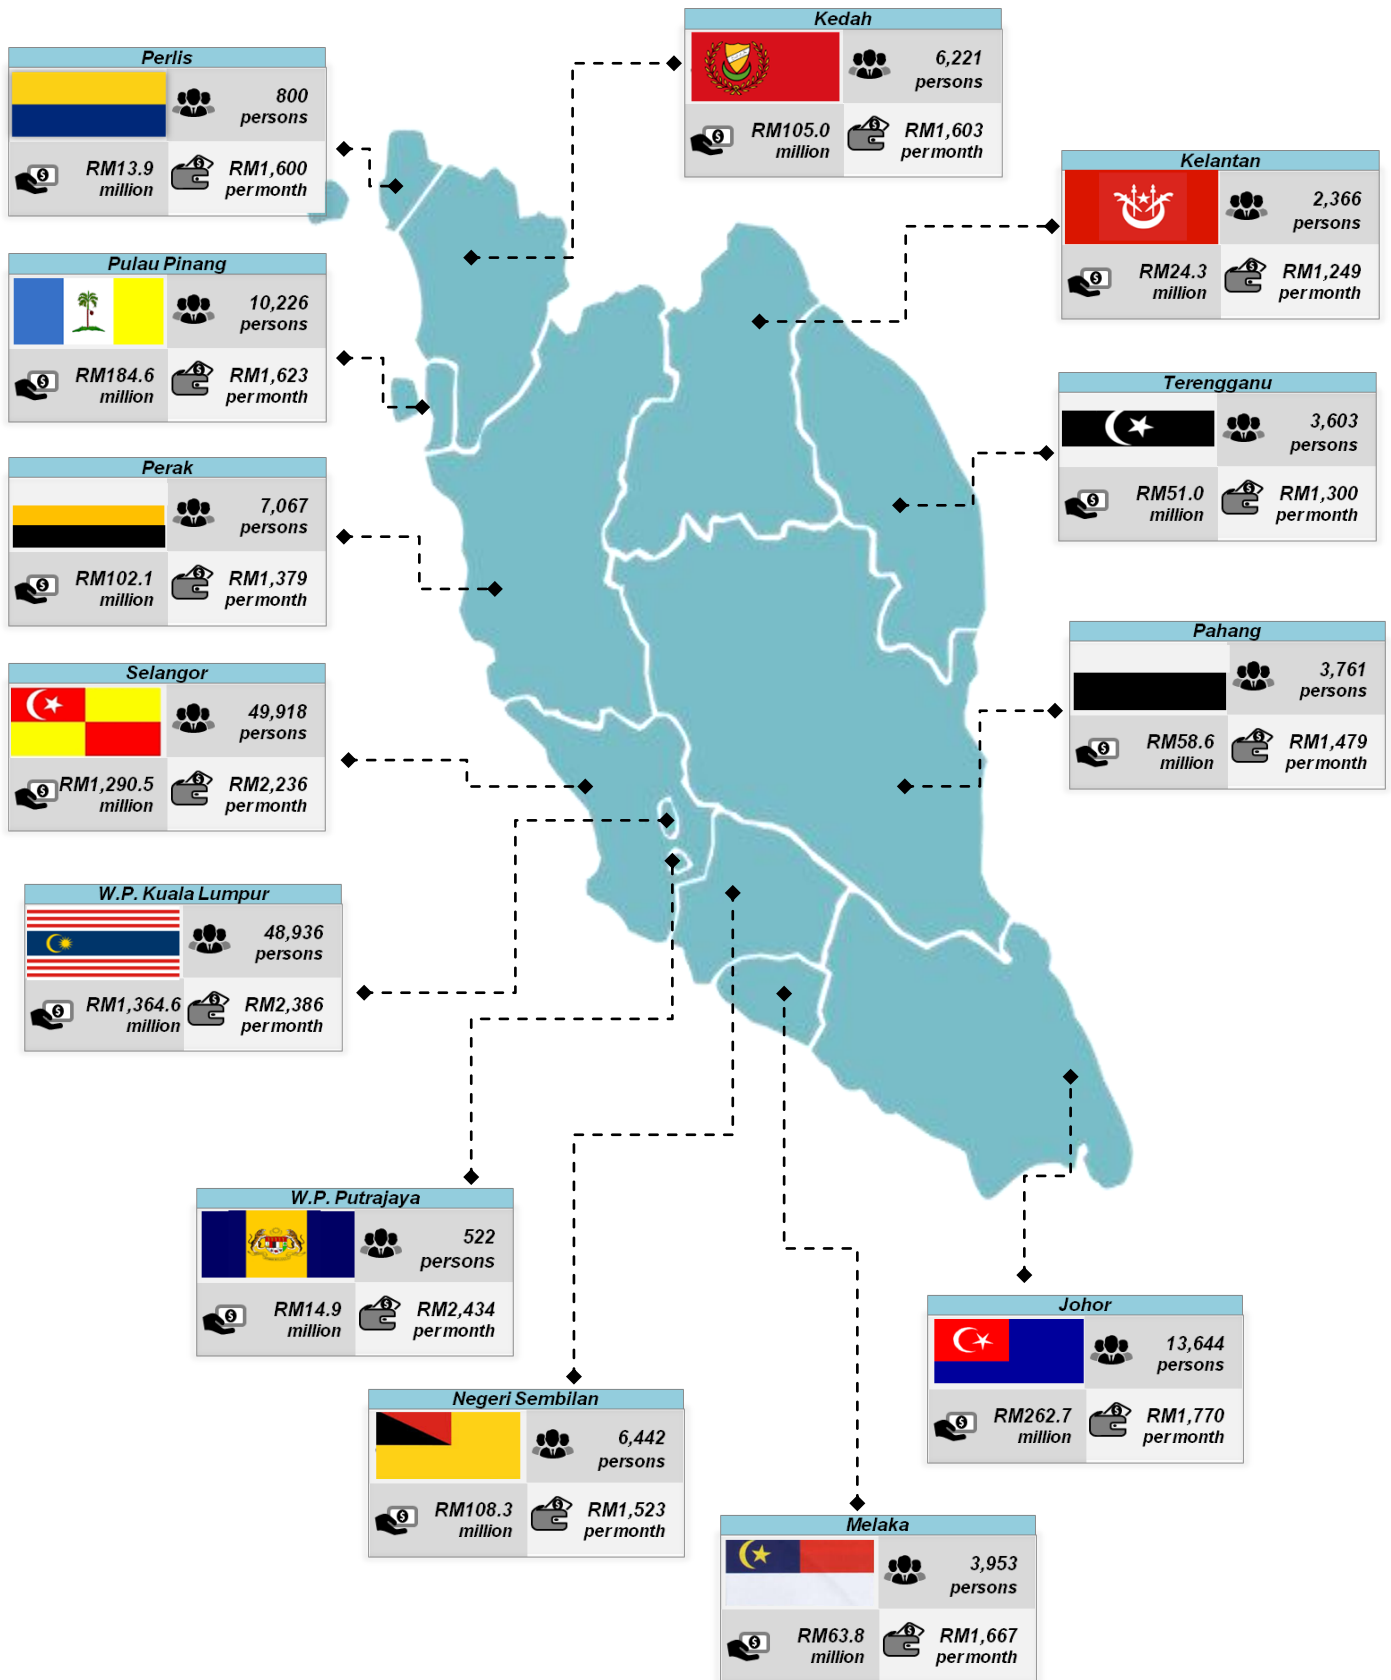 Kedah
6,221
persons
RM105.0
million
RM1,603
per month
Perlis
800
persons
RM13.9
million
RM1,600
per month
Kelantan
2,366
persons
RM24.3
million
RM1,249
per month
Pulau Pinang
10,226
persons
RM184.6
million
RM1,623
per month
Terengganu
3,603
persons
RM51.0
million
RM1,300
per month
Perak
7,067
persons
RM102.1
million
RM1,379
per month
Pahang
3,761
persons
RM58.6
million
RM1,479
per month
Selangor
49,918
persons
RM1,290.5
million
RM2,236
per month
W.P. Kuala Lumpur
48,936
persons
RM1,364.6
million
RM2,386
per month
W.P. Putrajaya
522
persons
RM14.9
million
RM2,434
per month
Johor
13,644
persons
RM262.7
million
RM1,770
per month
Negeri Sembilan
6,442
persons
RM108.3
million
RM1,523
per month
Melaka
3,953
persons
RM63.8
million
RM1,667
per month